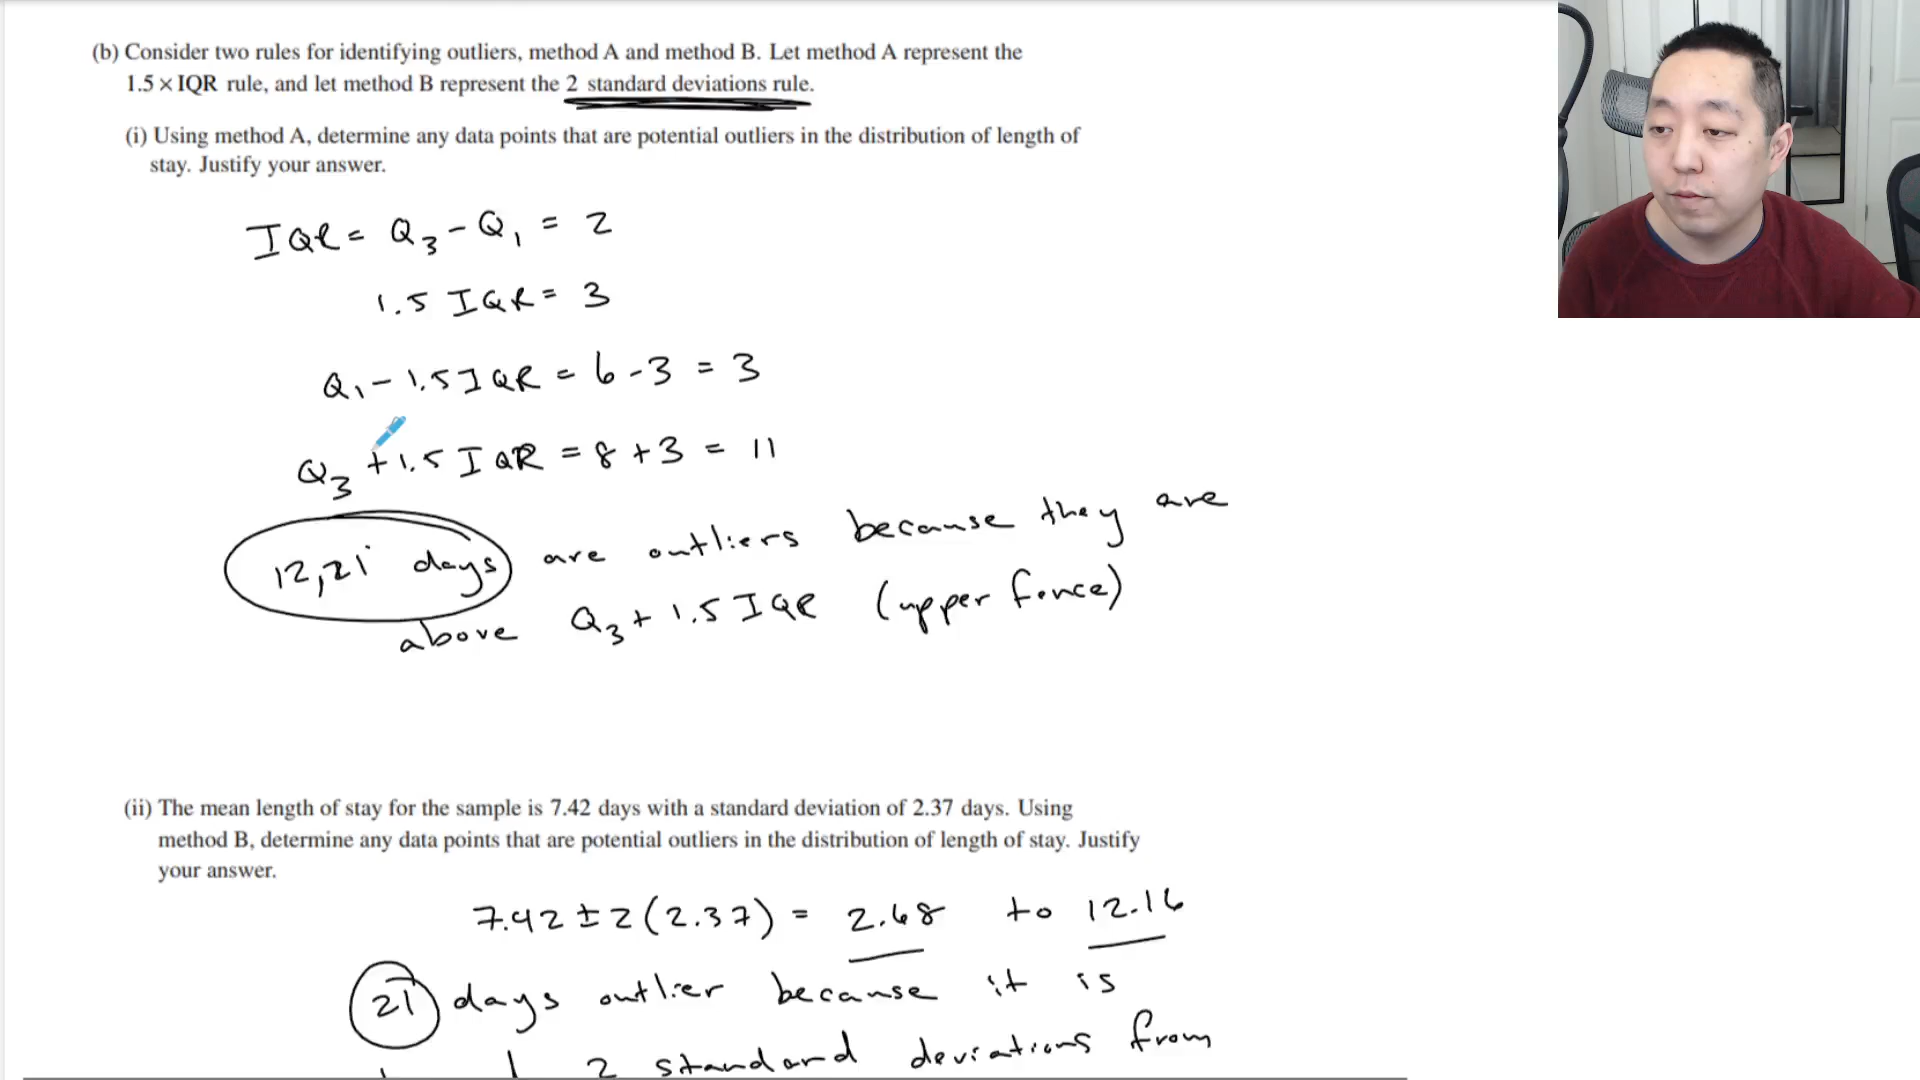 (b) Consider two rules for identifying outliers, method A and method B. Let method A represent the
1.5 × IQR rule, and let method B represent the 2 standard deviations rule.
(i) Using method A, determine any data points that are potential outliers in the distribution of length of
stay. Justify your answer.
IQR = Q₃ - Q₁ = 2
1.5 IQR = 3
Q₁ - 1.5 IQR = 6 - 3 = 3
Q₃ + 1.5 IQR = 8 + 3 = 11
12, 21 days are outliers because they are
above Q₃ + 1.5 IQR (upper fence)
(ii) The mean length of stay for the sample is 7.42 days with a standard deviation of 2.37 days. Using
method B, determine any data points that are potential outliers in the distribution of length of stay. Justify
your answer.
7.42 ± 2(2.37) = 2.68 to 12.16
21 days outlier because it is
2 standard deviations from